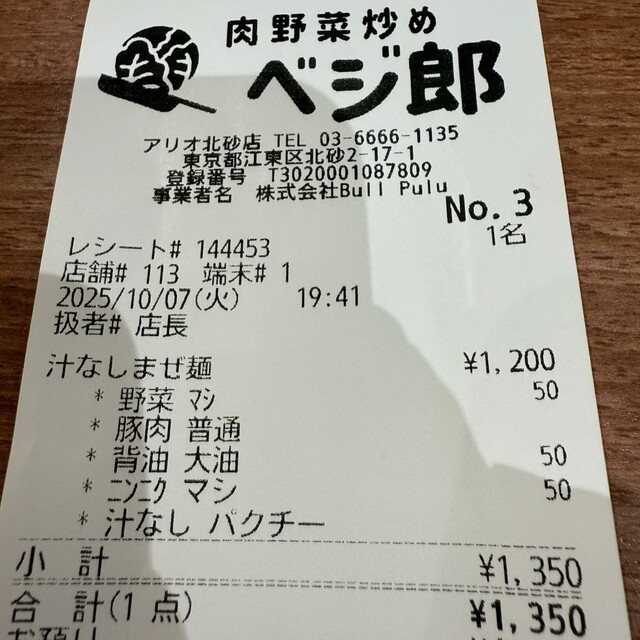 肉野菜炒め
ベジ郎
アリオ北砂店 TEL 03-6666-1135
東京都江東区北砂2-17-1
登録番号 T3020001087809
事業者名 株式会社Bull Pulu
No. 3
1名
レシート# 144453
店舗# 113 端末# 1
2025/10/07(火) 19:41
扱者# 店長
汁なしまぜ麺 ¥1,200
* 野菜 マシ 50
* 豚肉 普通
* 背油 大油 50
* ニンニク マシ 50
* 汁なし パクチー
小 計 ¥1,350
合 計(1 点) ¥1,350
お預り